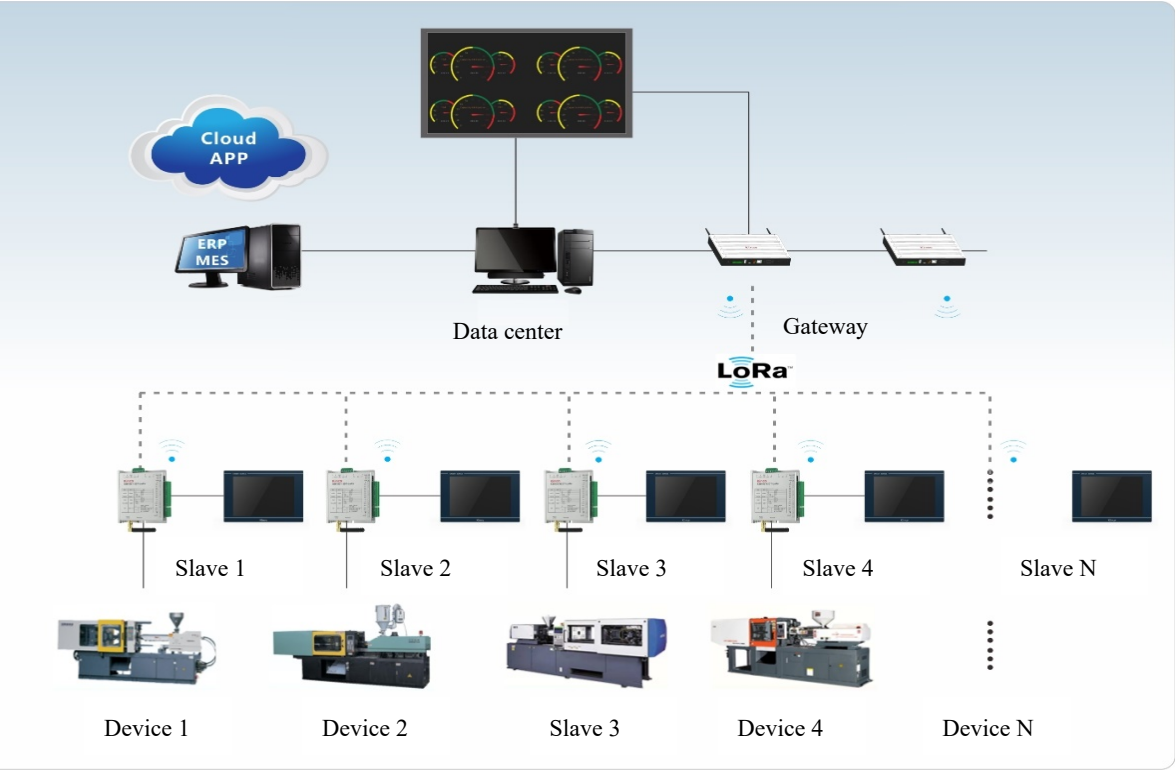 Cloud
APP
ERP
MES
Data center
Gateway
LoRa™
Slave 1
Slave 2
Slave 3
Slave 4
Slave N
Device 1
Device 2
Slave 3
Device 4
Device N